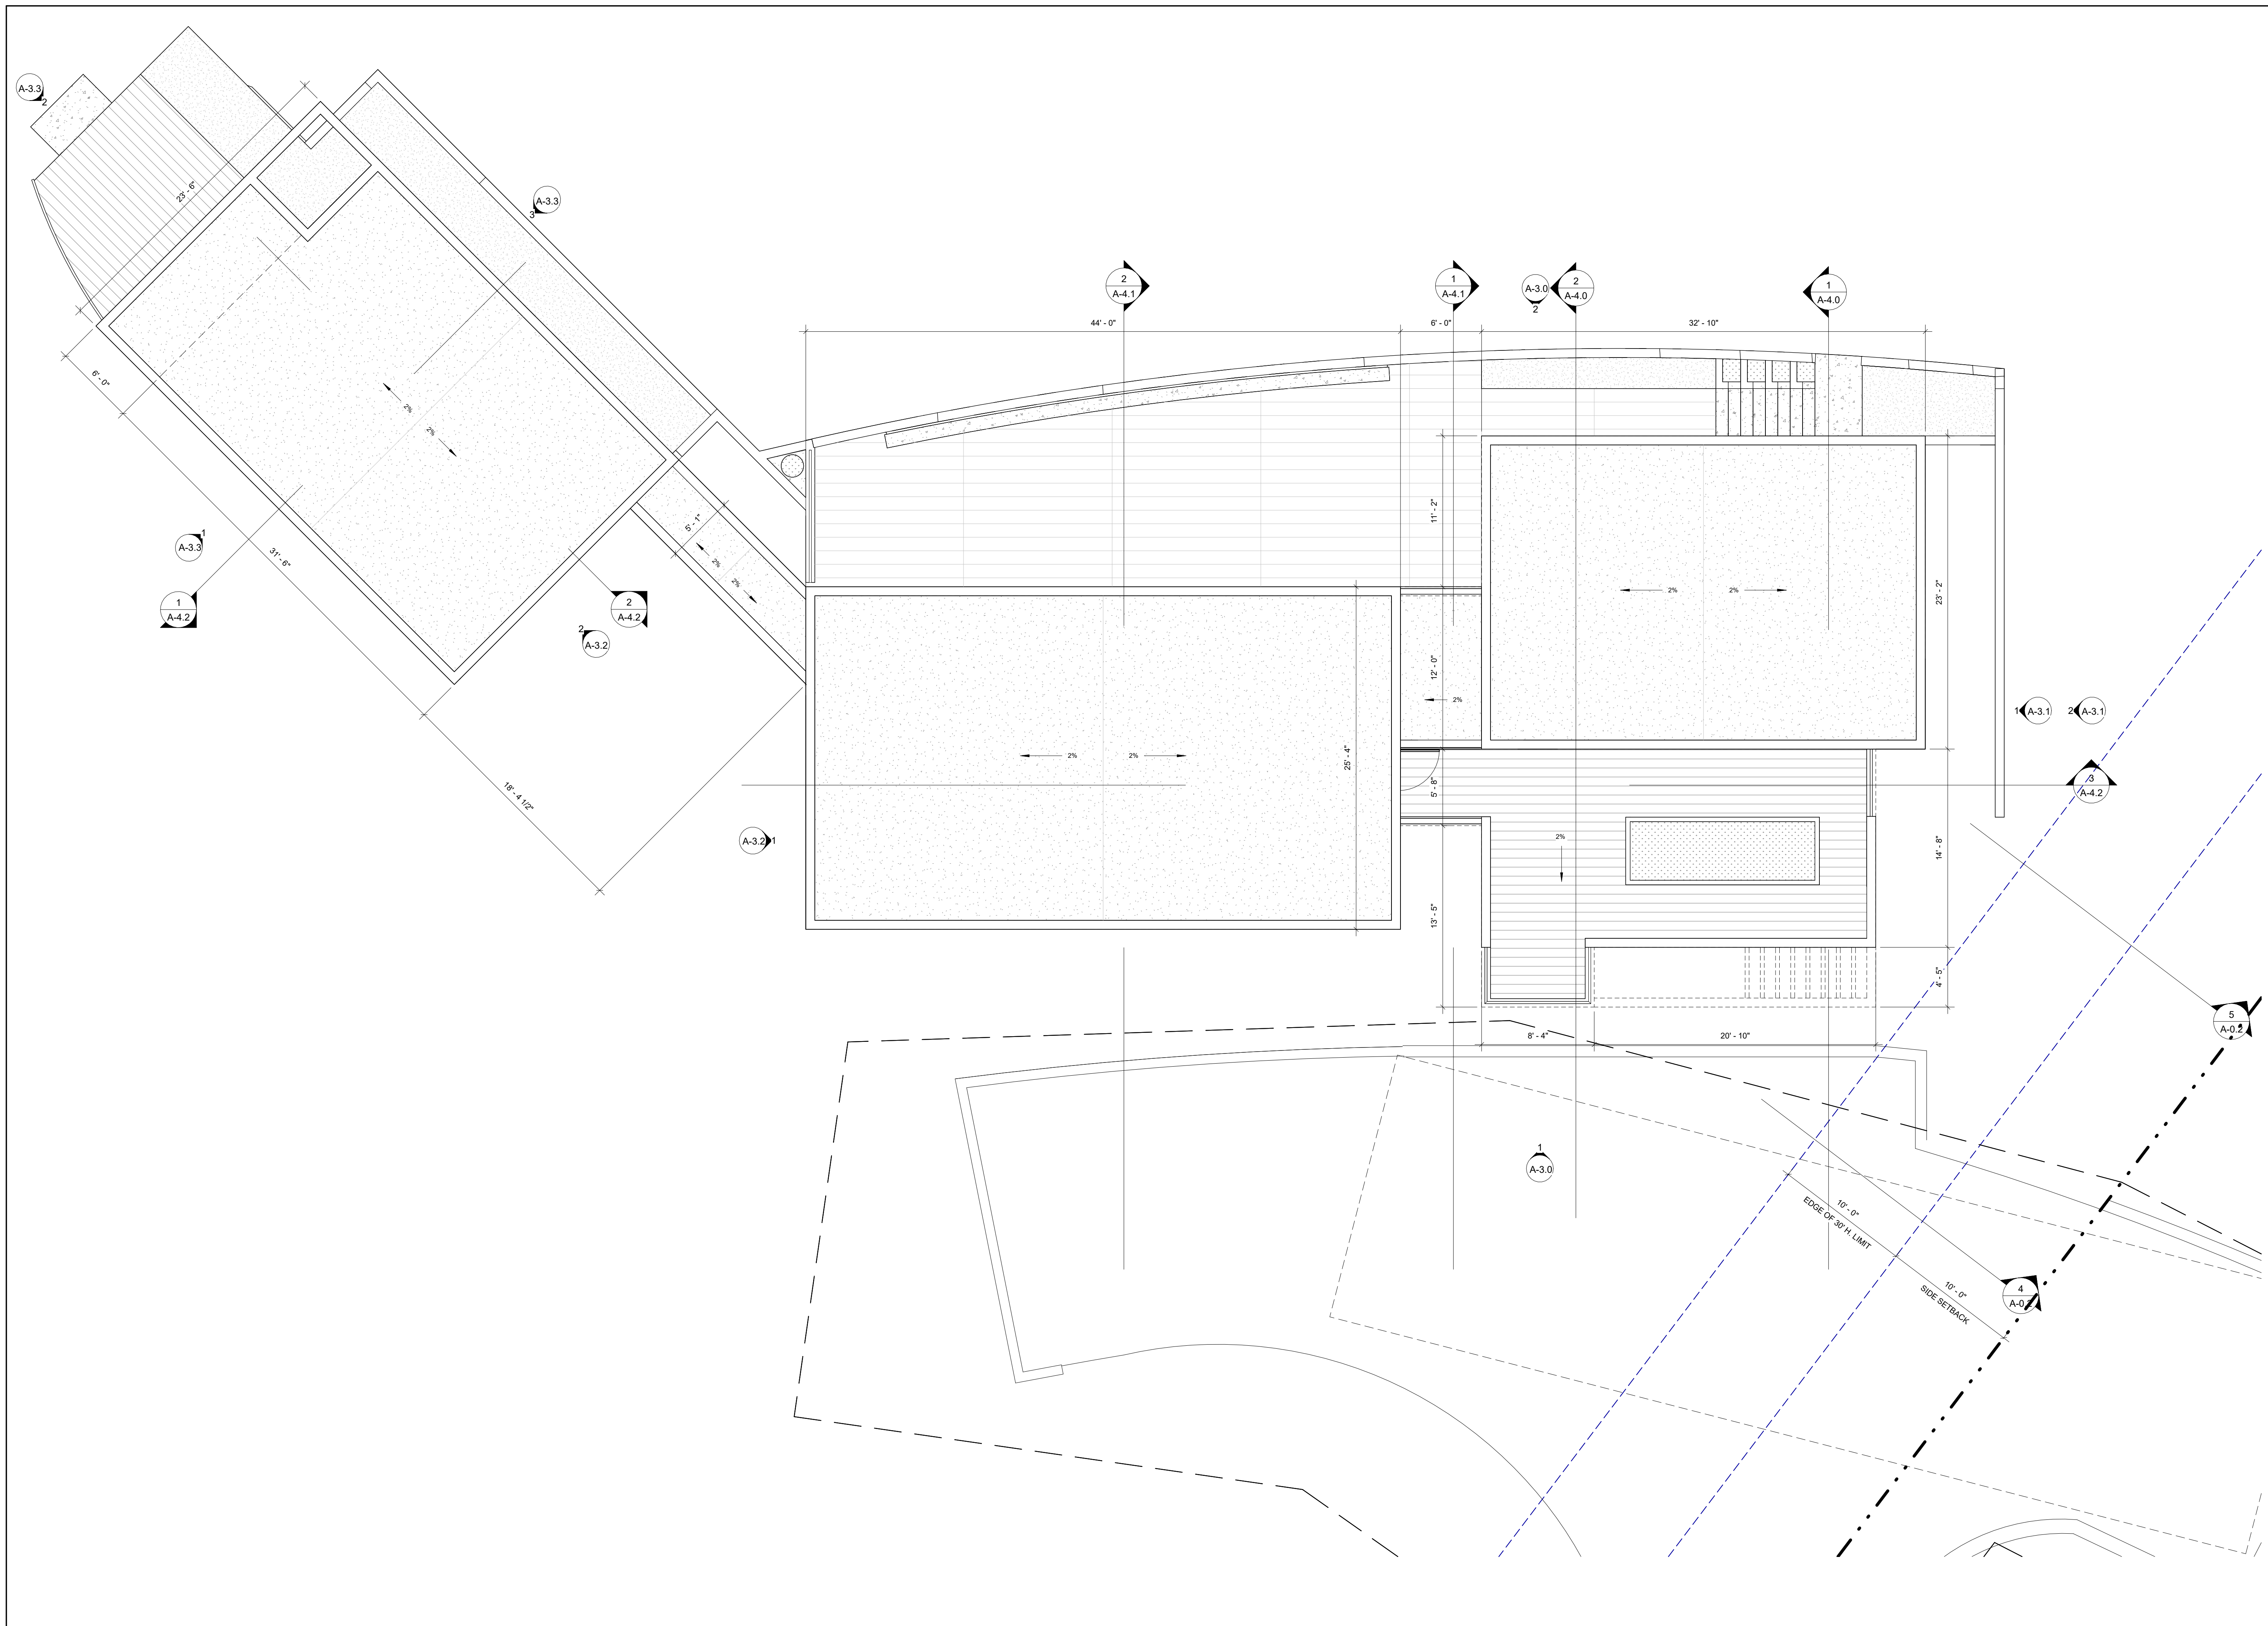 A-3.3
2
23' - 6"
A-3.3
3
2
A-4.1
1
A-4.1
A-3.0
2
2
A-4.0
1
A-4.0
44' - 0"
6' - 0"
32' - 10"
6' - 0"
2%
2%
5' - 1"
11' - 2"
1
A-3.3
31' - 6"
2%
2%
1
A-4.2
2
A-4.2
2
A-3.2
2%
2%
23' - 2"
12' - 0"
2%
1
A-3.1
2
A-3.1
2%
2%
25' - 4"
5' - 8"
3
A-4.2
18' - 4 1/2"
A-3.2
1
2%
14' - 8"
13' - 5"
4' - 5"
5
A-0.2
8' - 4"
20' - 10"
1
A-3.0
10' - 0"
EDGE OF 30' H. LIMIT
10' - 0"
SIDE SETBACK
4